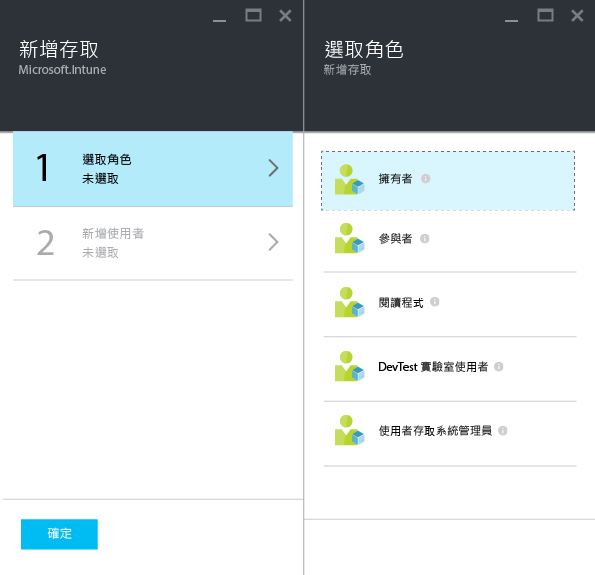 新增存取
Microsoft.Intune
1
選取角色
未選取
2
新增使用者
未選取
確定
選取角色
新增存取
擁有者
參與者
閱讀程式
DevTest 實驗室使用者
使用者存取系統管理員